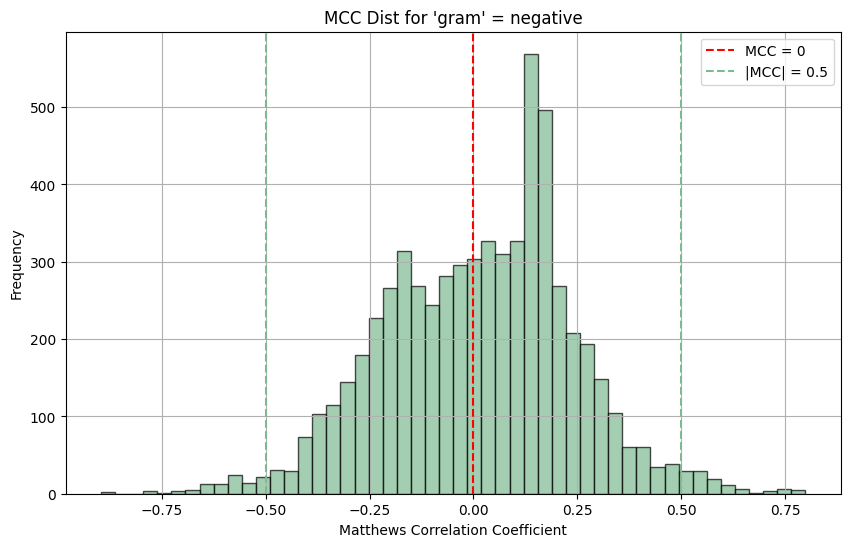 MCC Dist for 'gram' = negative
MCC = 0
|MCC| = 0.5
Frequency
500
400
300
200
100
0
−0.75
−0.50
−0.25
0.00
0.25
0.50
0.75
Matthews Correlation Coefficient